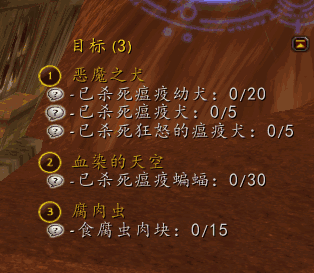 目标 (3)
1 恶魔之犬
-已杀死瘟疫幼犬：0/20
-已杀死瘟疫犬：0/5
-已杀死狂怒的瘟疫犬：0/5
2 血染的天空
-已杀死瘟疫蝙蝠：0/30
3 腐肉虫
-食腐虫肉块：0/15